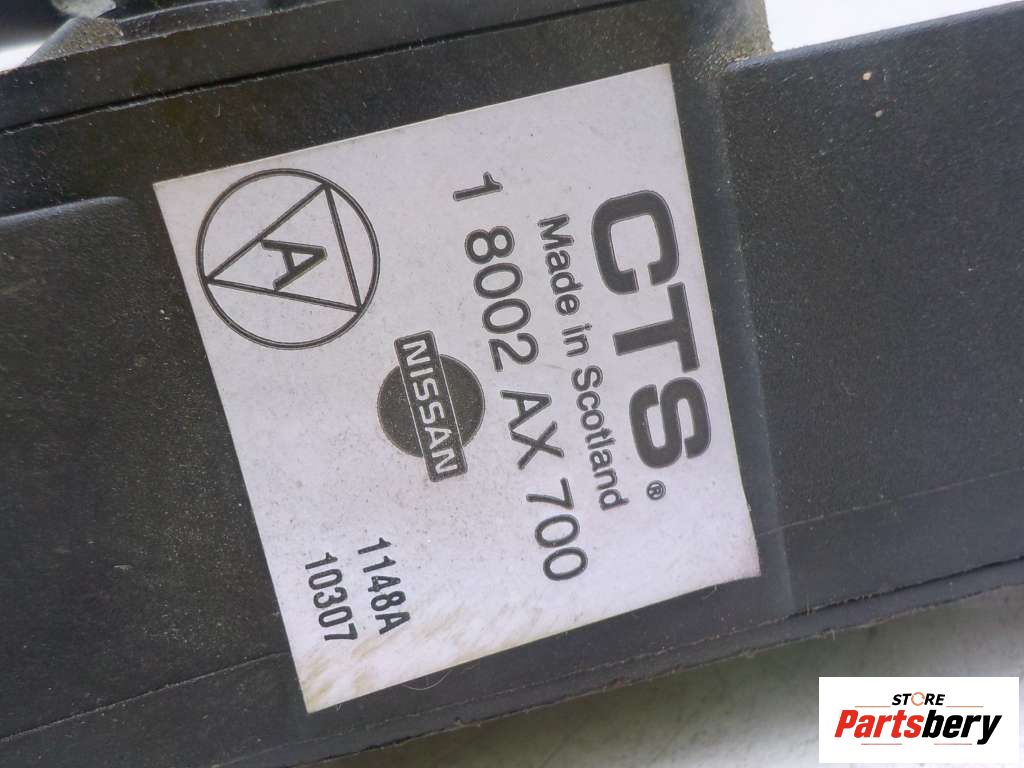 CTS®
Made in Scotland
1 8002 AX 700
NISSAN
A
1148A
10307
STORE
Partsbery